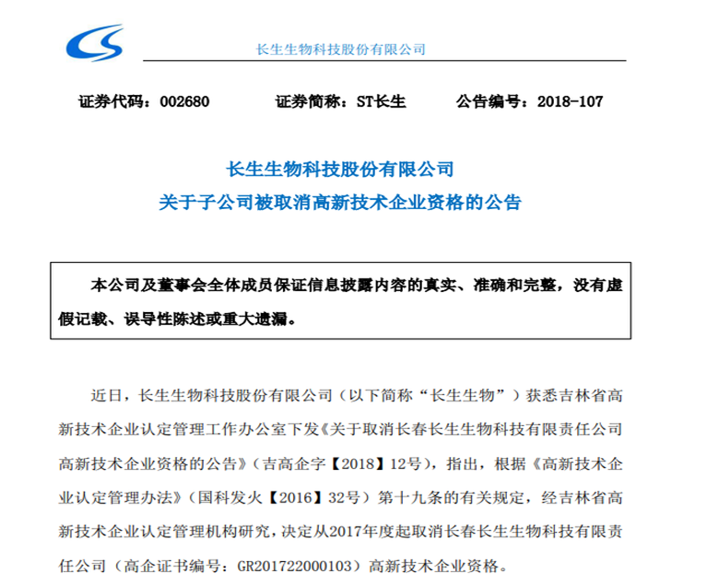 CS
长生生物科技股份有限公司
证券代码：002680 证券简称：ST长生 公告编号：2018-107
长生生物科技股份有限公司
关于子公司被取消高新技术企业资格的公告
本公司及董事会全体成员保证信息披露内容的真实、准确和完整，没有虚
假记载、误导性陈述或重大遗漏。
近日，长生生物科技股份有限公司（以下简称“长生生物”）获悉吉林省高
新技术企业认定管理工作办公室下发《关于取消长春长生生物科技有限责任公司
高新技术企业资格的公告》（吉高企字【2018】12号），指出，根据《高新技术企
业认定管理办法》（国科发火【2016】32号）第十九条的有关规定，经吉林省高
新技术企业认定管理机构研究，决定从2017年度起取消长春长生生物科技有限责
任公司（高企证书编号：GR201722000103）高新技术企业资格。